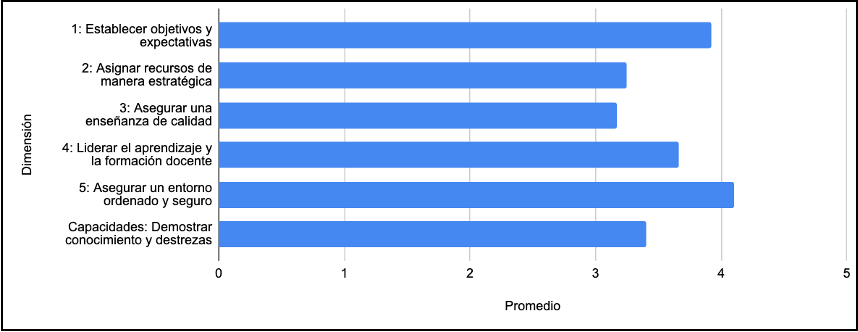 1: Establecer objetivos y
expectativas
2: Asignar recursos de
manera estratégica
3: Asegurar una
enseñanza de calidad
4: Liderar el aprendizaje y
la formación docente
5: Asegurar un entorno
ordenado y seguro
Capacidades: Demostrar
conocimiento y destrezas
Dimensión
0 1 2 3 4 5
Promedio